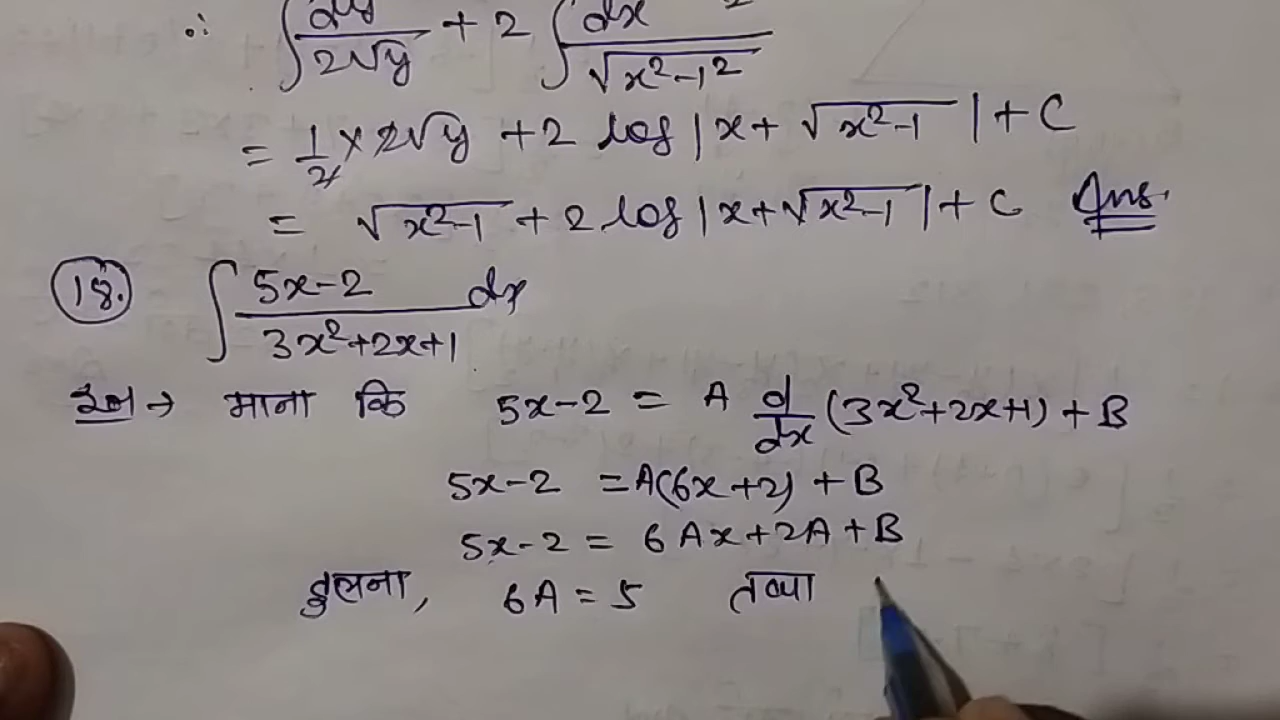 ∴ ∫ dy/2√y + 2 ∫ dx/√x²-1²
= 1/2 × 2√y + 2 log |x + √x²-1 | + C
= √x²-1 + 2 log |x + √x²-1 | + C Ans.
18. ∫ 5x-2/3x²+2x+1 dx
हल → माना कि 5x-2 = A d/dx (3x²+2x+1) + B
5x-2 = A(6x+2) + B
5x-2 = 6Ax+2A+B
तुलना, 6A = 5 तथा